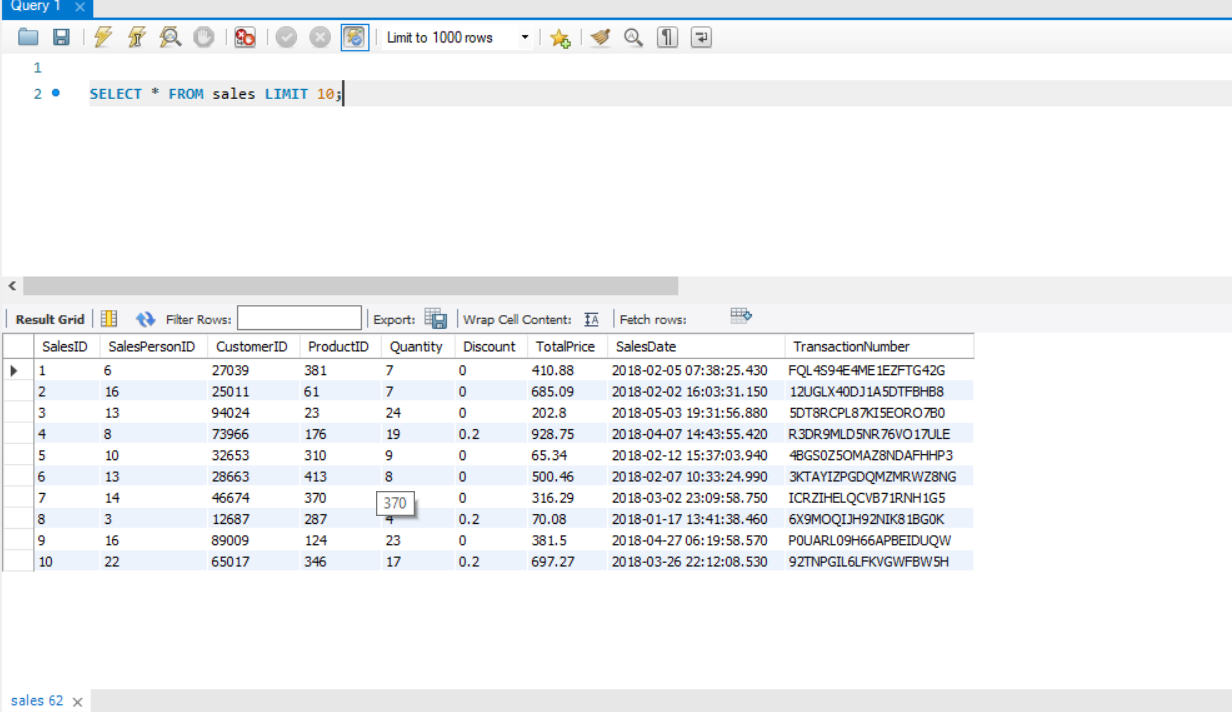 Query 1
Limit to 1000 rows
1
2 SELECT * FROM sales LIMIT 10;
Result Grid Filter Rows: Export: Wrap Cell Content: Fetch rows:
SalesID SalesPersonID CustomerID ProductID Quantity Discount TotalPrice SalesDate TransactionNumber
1 6 27039 381 7 0 410.88 2018-02-05 07:38:25.430 FQL4S94E4ME1EZFTG42G
2 16 25011 61 7 0 685.09 2018-02-02 16:03:31.150 12UGLX40DJ1A5DTFBHB8
3 13 94024 23 24 0 202.8 2018-05-03 19:31:56.880 5DT8RCPL87KI5EORO7B0
4 8 73966 176 19 0.2 928.75 2018-04-07 14:43:55.420 R3DR9MLD5NR76VO17ULE
5 10 32653 310 9 0 65.34 2018-02-12 15:37:03.940 4BGS0Z5OMAZ8NDAFHHP3
6 13 28663 413 8 0 500.46 2018-02-07 10:33:24.990 3KTAYIZPGDQMZMRWZ8NG
7 14 46674 370 0 316.29 2018-03-02 23:09:58.750 ICRZIHELQCVB71RNH1G5
370
8 3 12687 287 4 0.2 70.08 2018-01-17 13:41:38.460 6X9MOQIJH92NIK81BG0K
9 16 89009 124 23 0 381.5 2018-04-27 06:19:58.570 P0UARL09H66APBEIDUQW
10 22 65017 346 17 0.2 697.27 2018-03-26 22:12:08.530 92TNPGIL6LFKVGWFBW5H
sales 62